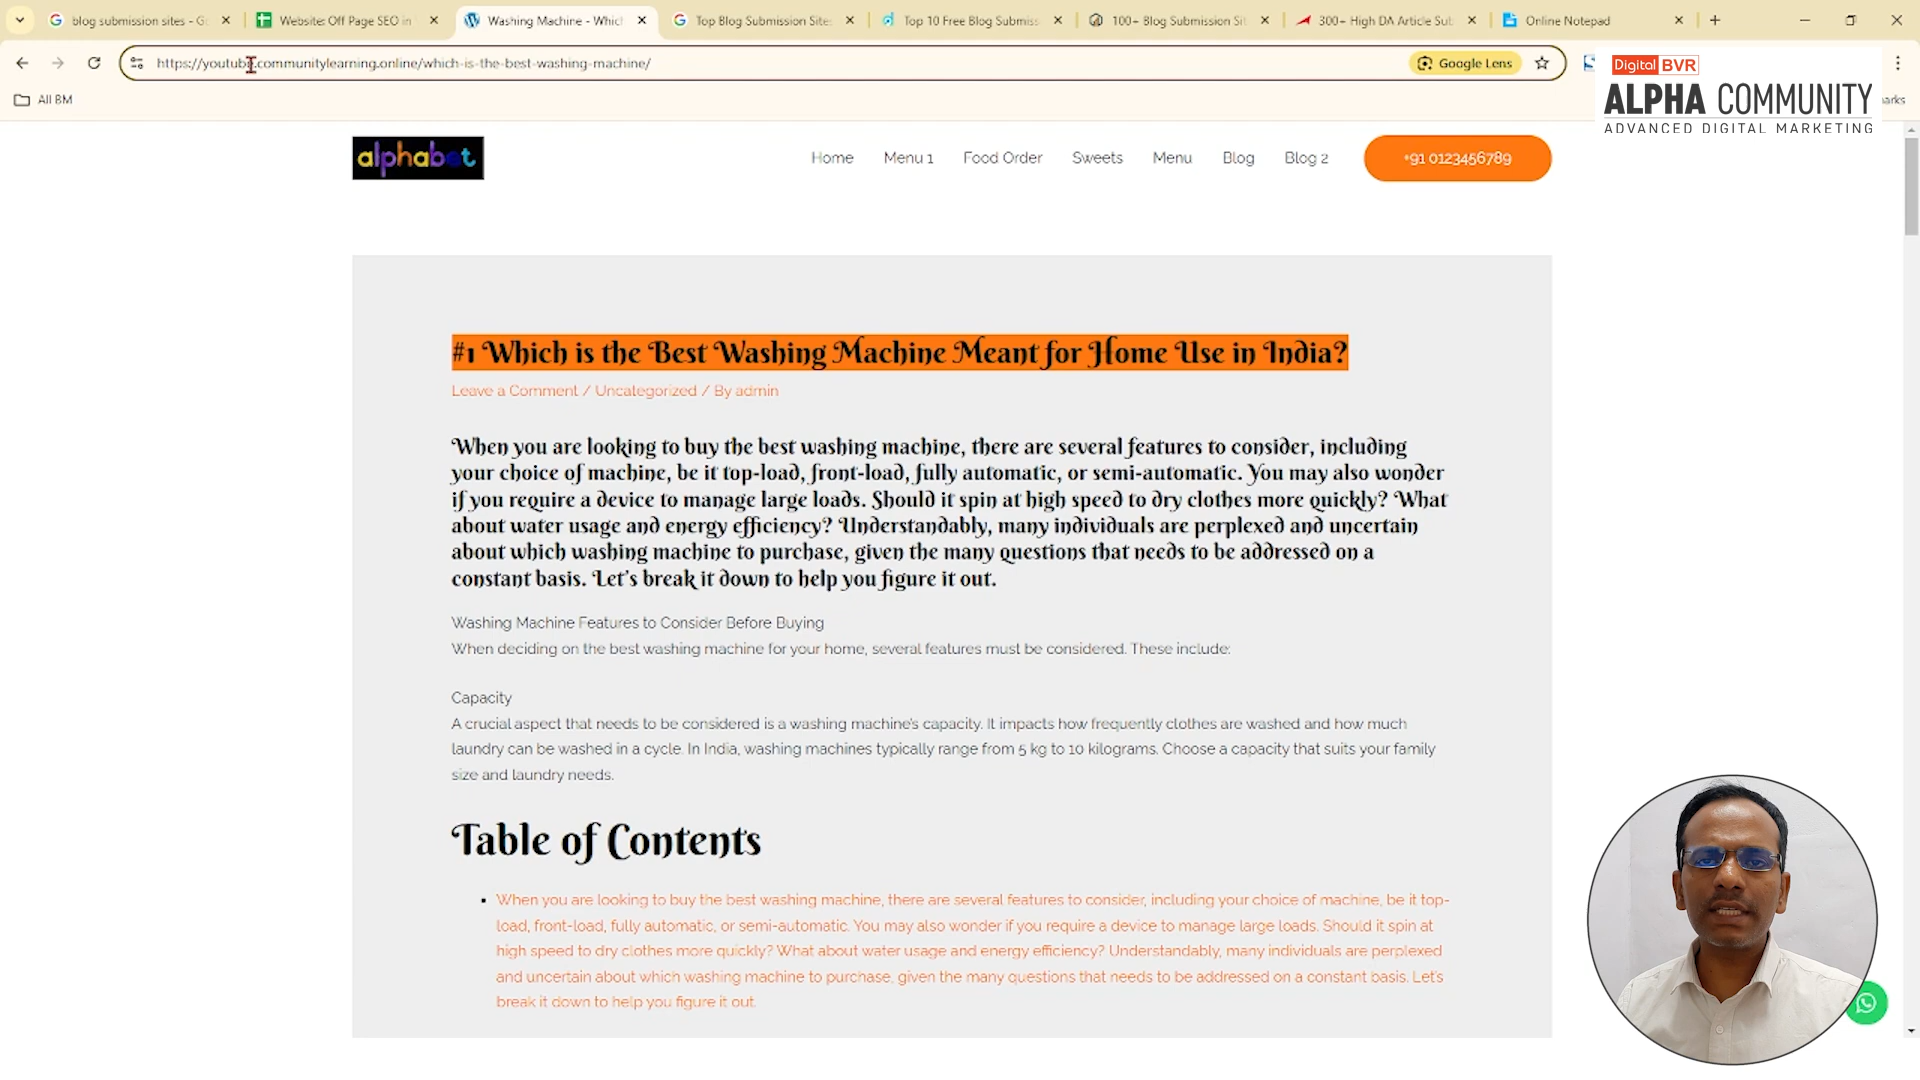 blog submission sites - G
Website: Off Page SEO in
Washing Machine - Which
Top Blog Submission Site
Top 10 Free Blog Submiss
100+ Blog Submission Sit
300+ High DA Article Sub
Online Notepad
https://youtube.communitylearning.online/which-is-the-best-washing-machine/
Google Lens
All BM
arks
Digital BVR
ALPHA COMMUNITY
ADVANCED DIGITAL MARKETING
alphabet
Home
Menu 1
Food Order
Sweets
Menu
Blog
Blog 2
+91 0123456789
#1 Which is the Best Washing Machine Meant for Home Use in India?
Leave a Comment / Uncategorized / By admin
When you are looking to buy the best washing machine, there are several features to consider, including
your choice of machine, be it top-load, front-load, fully automatic, or semi-automatic. You may also wonder
if you require a device to manage large loads. Should it spin at high speed to dry clothes more quickly? What
about water usage and energy efficiency? Understandably, many individuals are perplexed and uncertain
about which washing machine to purchase, given the many questions that needs to be addressed on a
constant basis. Let's break it down to help you figure it out.
Washing Machine Features to Consider Before Buying
When deciding on the best washing machine for your home, several features must be considered. These include:
Capacity
A crucial aspect that needs to be considered is a washing machine's capacity. It impacts how frequently clothes are washed and how much
laundry can be washed in a cycle. In India, washing machines typically range from 5 kg to 10 kilograms. Choose a capacity that suits your family
size and laundry needs.
Table of Contents
When you are looking to buy the best washing machine, there are several features to consider, including your choice of machine, be it top-
load, front-load, fully automatic, or semi-automatic. You may also wonder if you require a device to manage large loads. Should it spin at
high speed to dry clothes more quickly? What about water usage and energy efficiency? Understandably, many individuals are perplexed
and uncertain about which washing machine to purchase, given the many questions that needs to be addressed on a constant basis. Let's
break it down to help you figure it out.